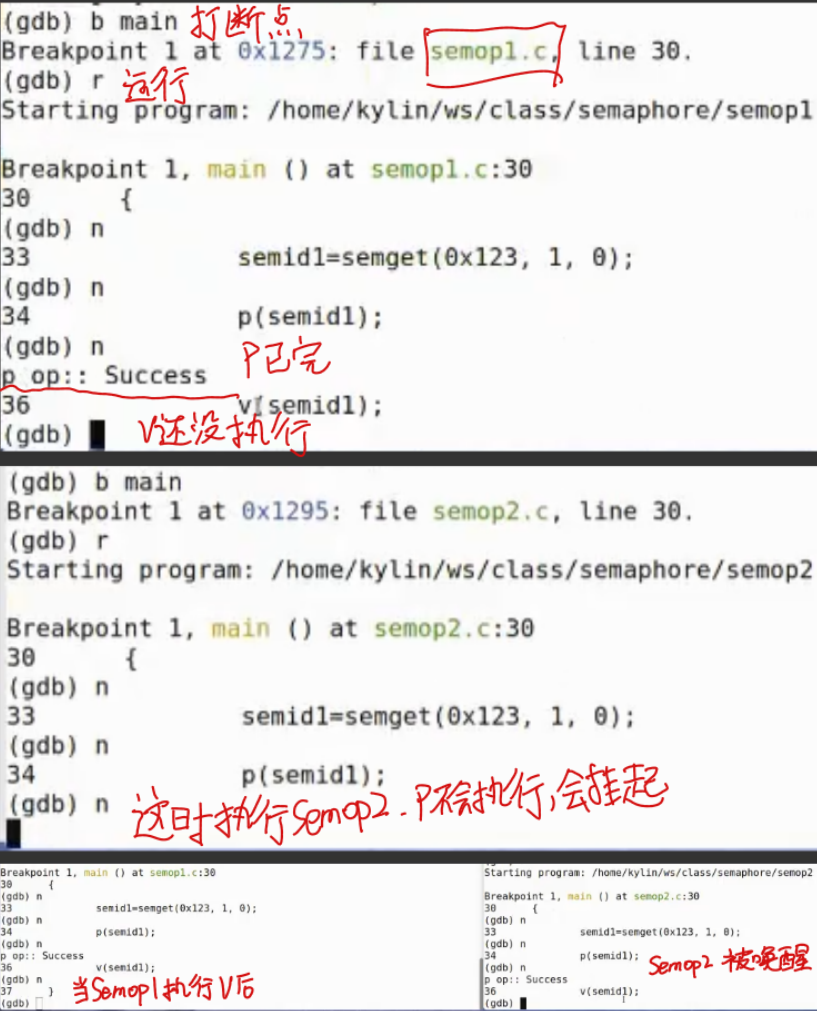 (gdb) b main 打断点
Breakpoint 1 at 0x1275: file semop1.c, line 30.
(gdb) r 运行
Starting program: /home/kylin/ws/class/semaphore/semop1
Breakpoint 1, main () at semop1.c:30
30 {
(gdb) n
33 semid1=semget(0x123, 1, 0);
(gdb) n
34 p(semid1);
(gdb) n P已完
p op:: Success
36 v(semid1);
(gdb) V还没执行
(gdb) b main
Breakpoint 1 at 0x1295: file semop2.c, line 30.
(gdb) r
Starting program: /home/kylin/ws/class/semaphore/semop2
Breakpoint 1, main () at semop2.c:30
30 {
(gdb) n
33 semid1=semget(0x123, 1, 0);
(gdb) n
34 p(semid1);
(gdb) n 这时执行Semop2. P不会执行,会挂起
Breakpoint 1, main () at semop1.c:30
30 {
(gdb) n
33 semid1=semget(0x123, 1, 0);
(gdb) n
34 p(semid1);
(gdb) n
p op:: Success
36 v(semid1);
(gdb) n
37 } 当Semop1执行V后
(gdb)
Starting program: /home/kylin/ws/class/semaphore/semop2
Breakpoint 1, main () at semop2.c:30
30 {
(gdb) n
33 semid1=semget(0x123, 1, 0);
(gdb) n
34 p(semid1); Semop2 被唤醒
(gdb) n
p op:: Success
36 v(semid1);
(gdb)